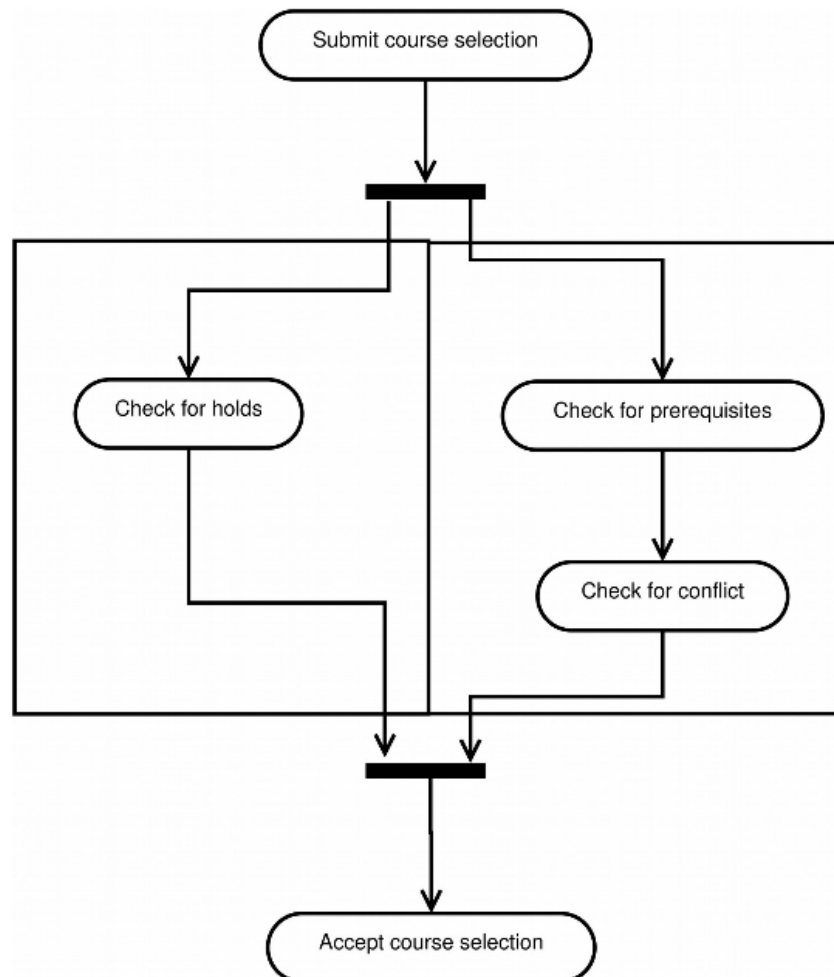 Submit course selection
Check for holds
Check for prerequisites
Check for conflict
Accept course selection